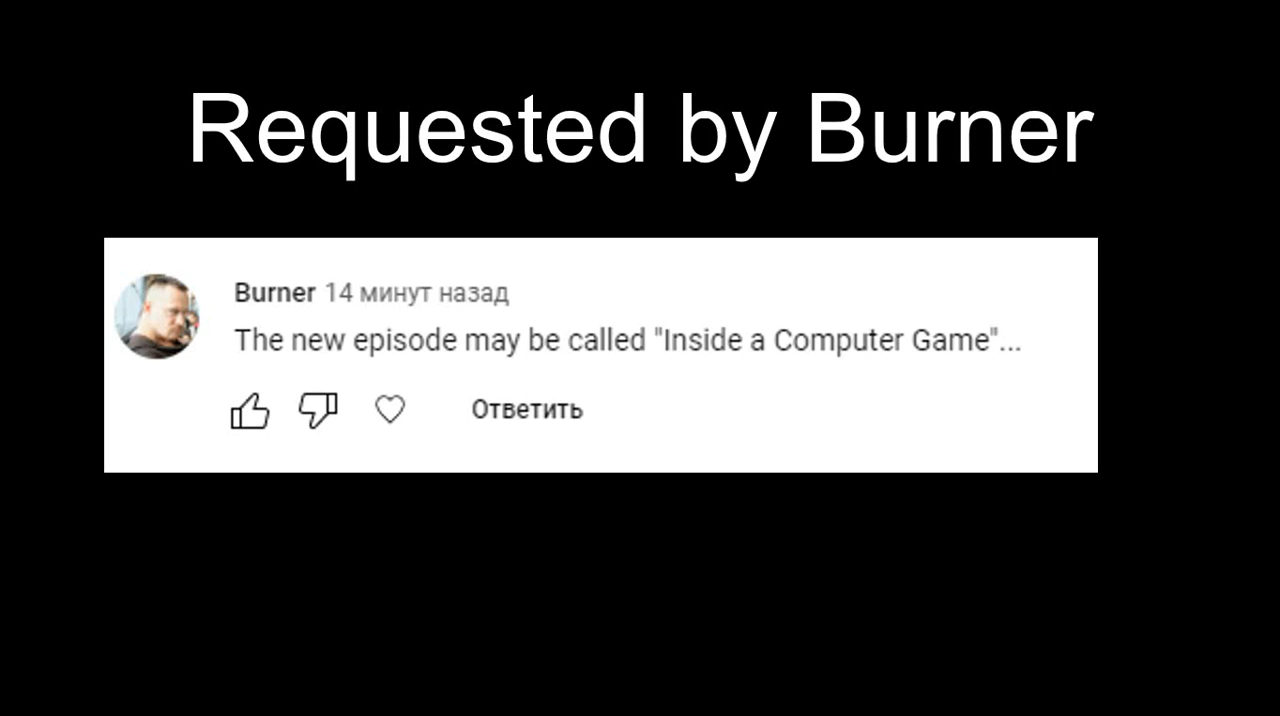 Requested by Burner
Burner 14 минут назад
The new episode may be called "Inside a Computer Game"...
Ответить